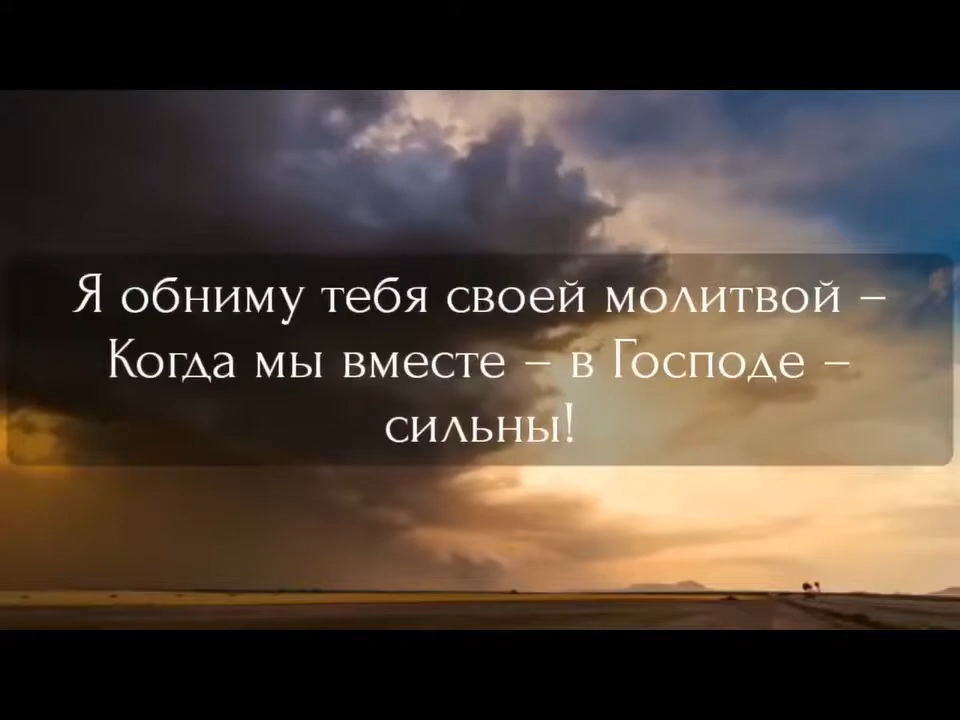 Я обниму тебя своей молитвой –
Когда мы вместе – в Господе –
сильны!